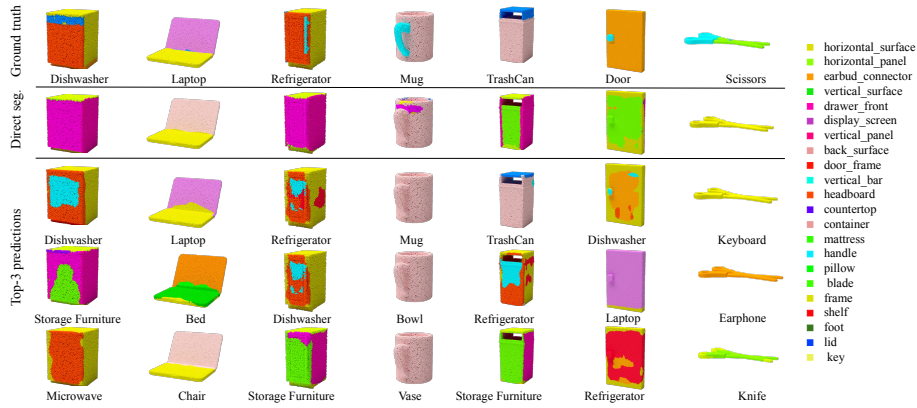 Ground truth
Dishwasher Laptop Refrigerator Mug TrashCan Door Scissors
Direct seg.
Top-3 predictions
Dishwasher Laptop Refrigerator Mug TrashCan Dishwasher Keyboard
Storage Furniture Bed Dishwasher Bowl Refrigerator Laptop Earphone
Microwave Chair Storage Furniture Vase Storage Furniture Refrigerator Knife
horizontal_surface
horizontal_panel
earbud_connector
vertical_surface
drawer_front
display_screen
vertical_panel
back_surface
door_frame
vertical_bar
headboard
countertop
container
mattress
handle
pillow
blade
frame
shelf
foot
lid
key